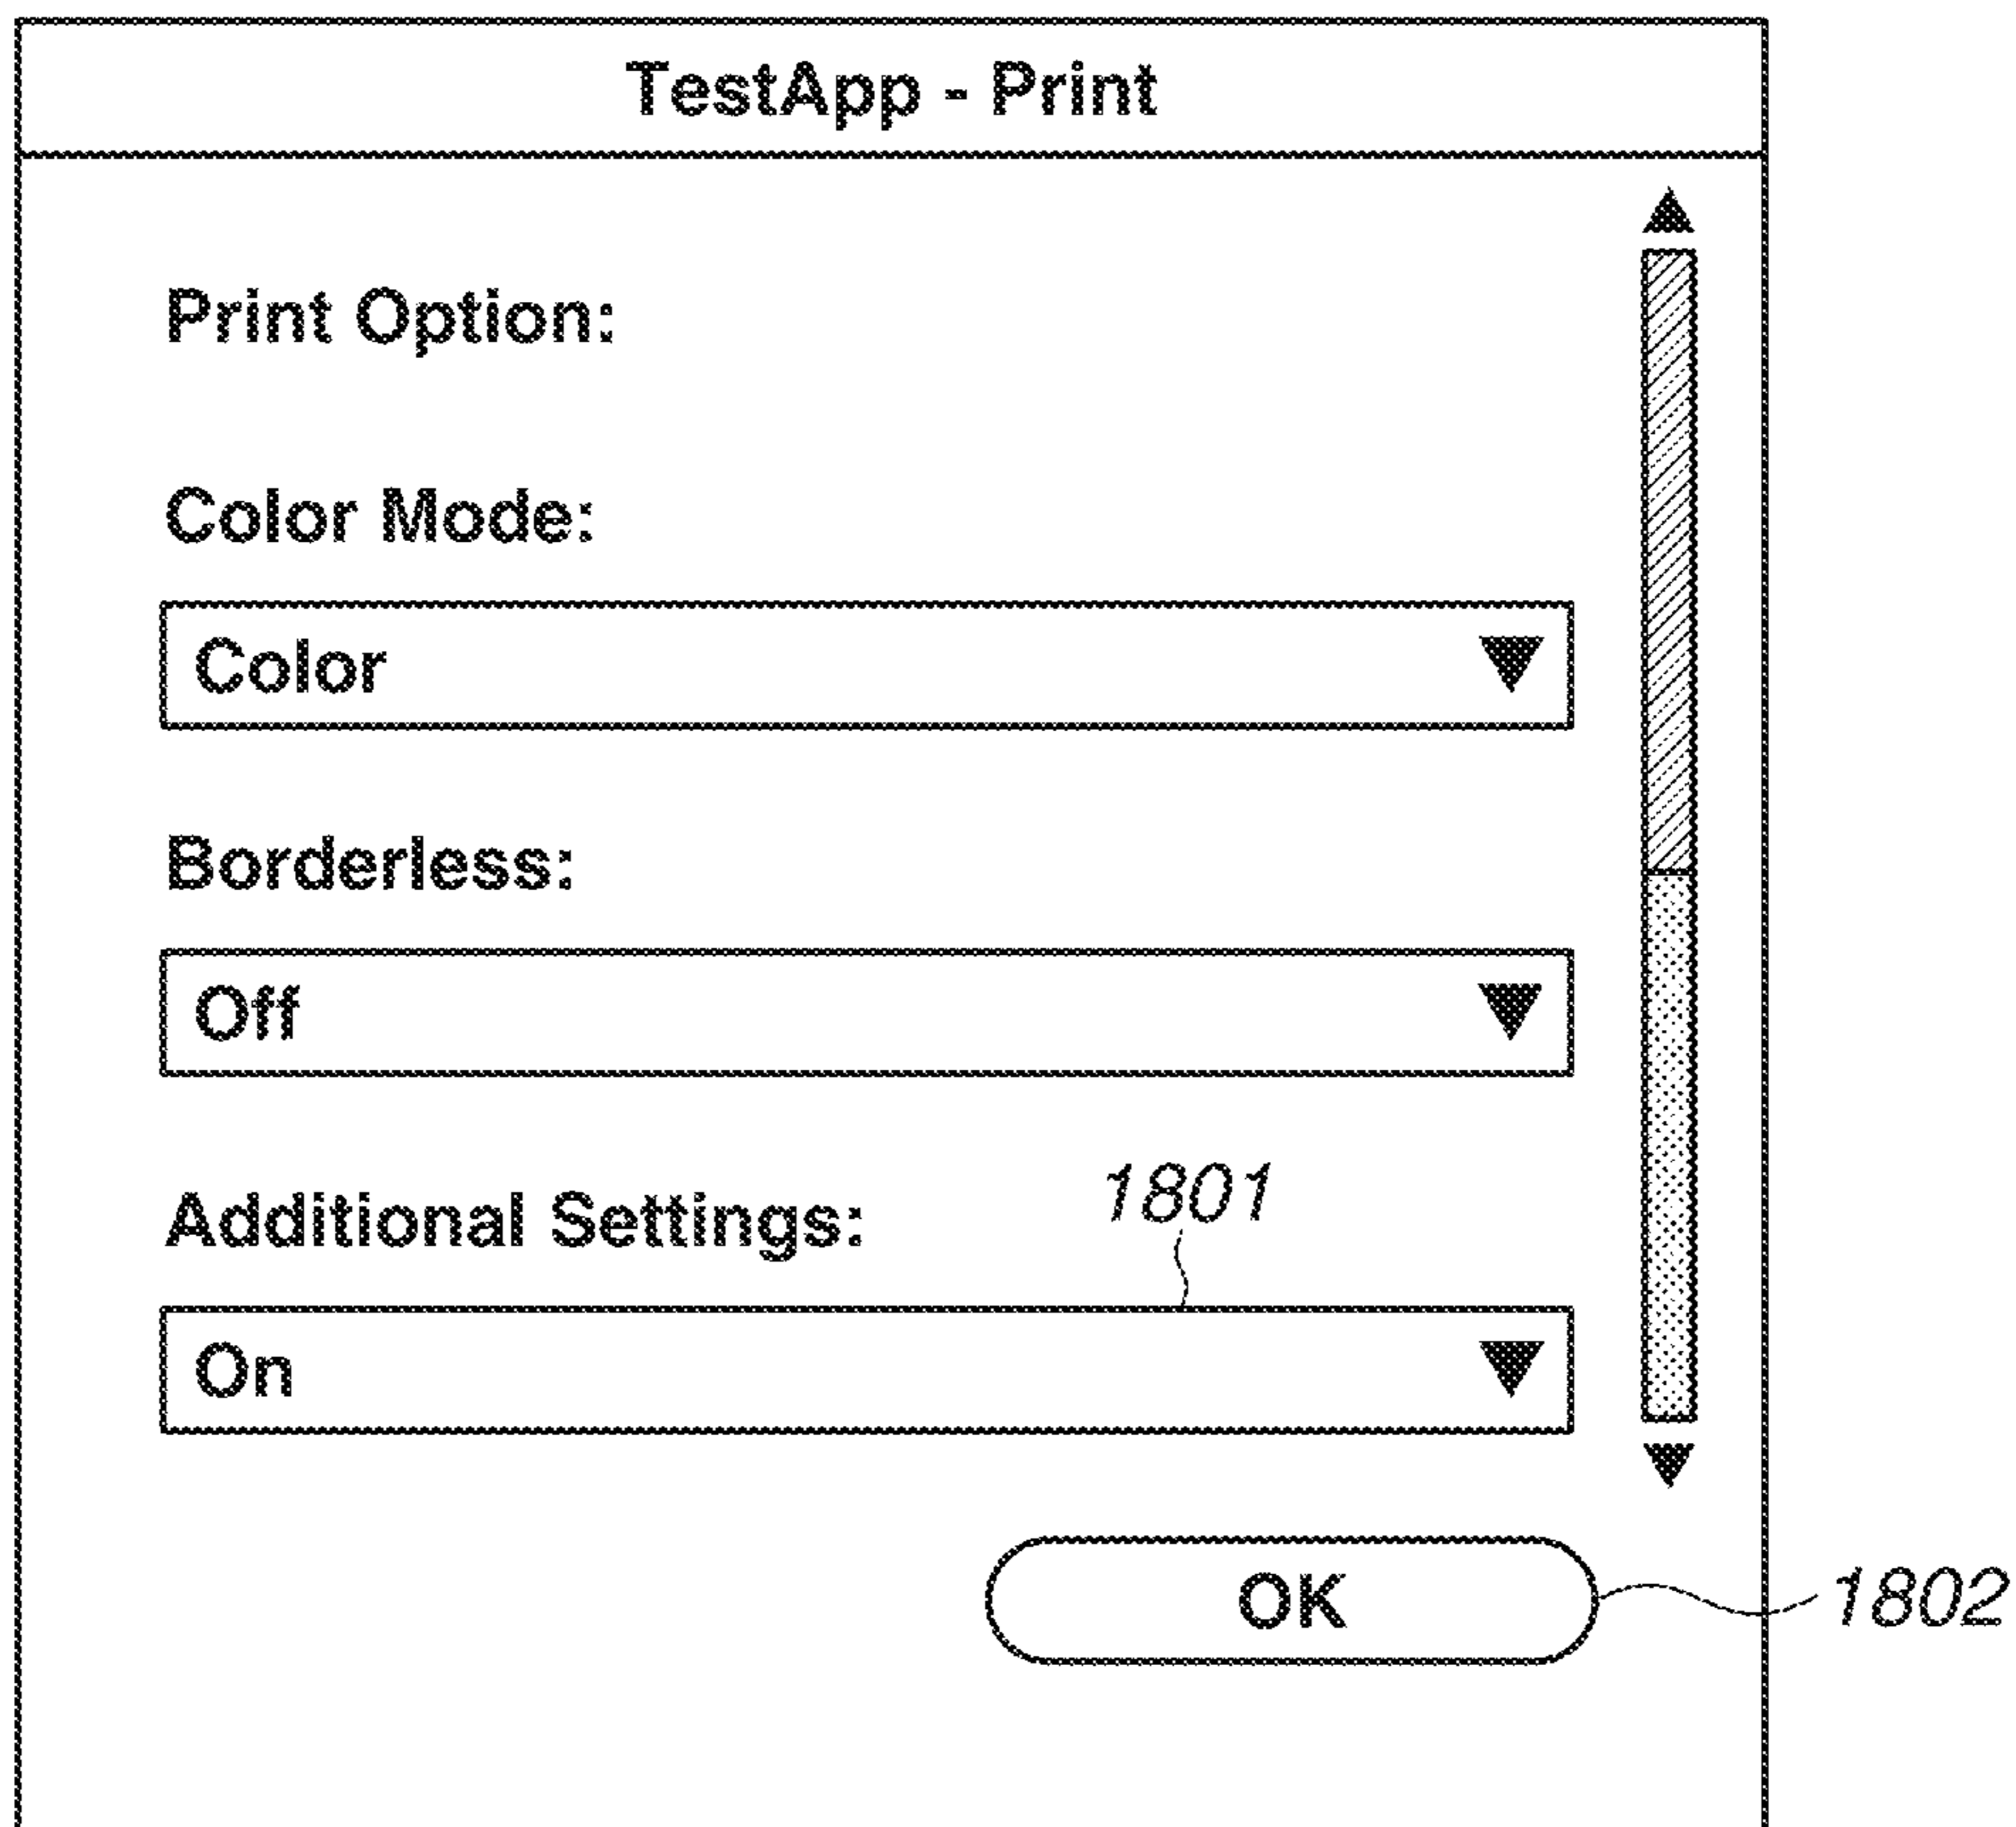 TestApp - Print
Print Option:
Color Mode:
Color
Borderless:
Off
Additional Settings:
1801
On
OK
1802